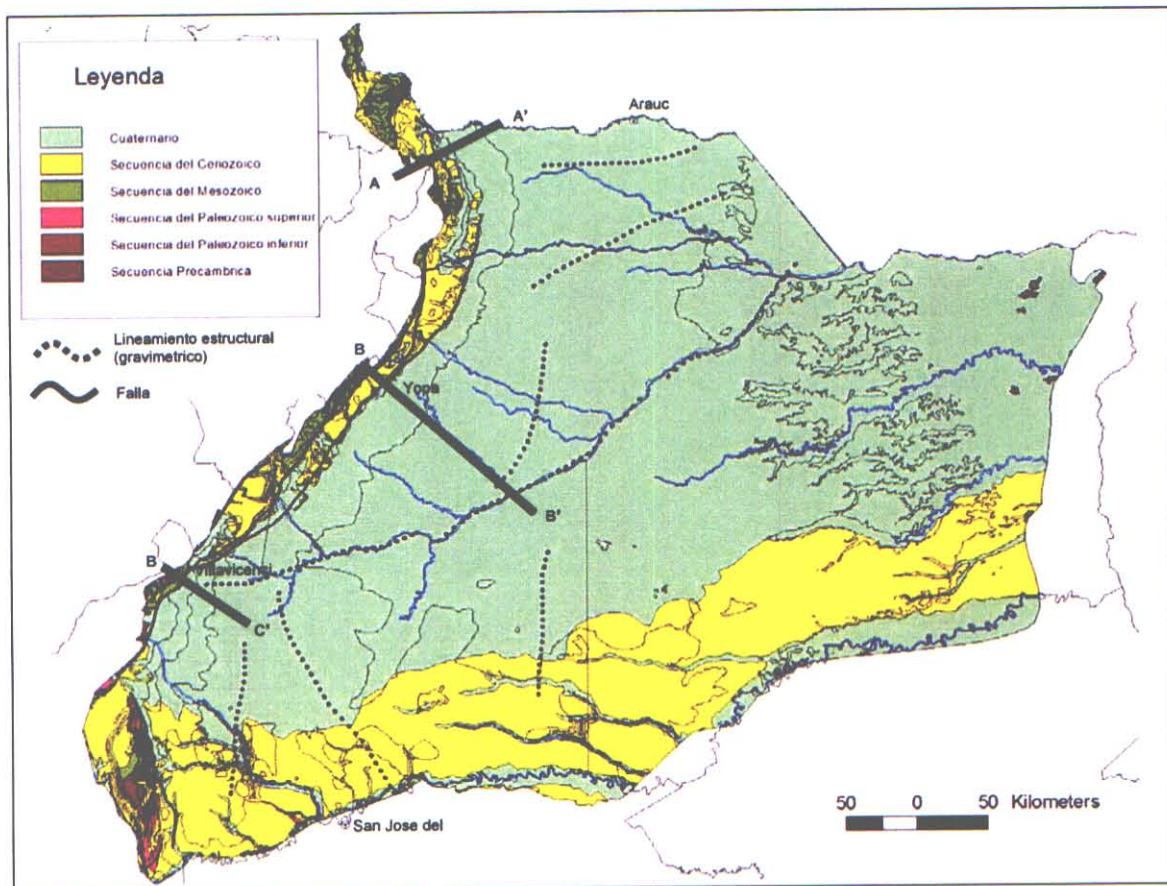 Leyenda
Cuaternario
Secuencia del Cenozoico
Secuencia del Mesozoico
Secuencia del Paleozoico superior
Secuencia del Paleozoico inferior
Secuencia Precambrica
Lineamiento estructural
(gravimetrico)
Falla
Arauc
A'
A
B
Yopa
B'
B
Villavicenci
C'
San Jose del
50 0 50 Kilometers